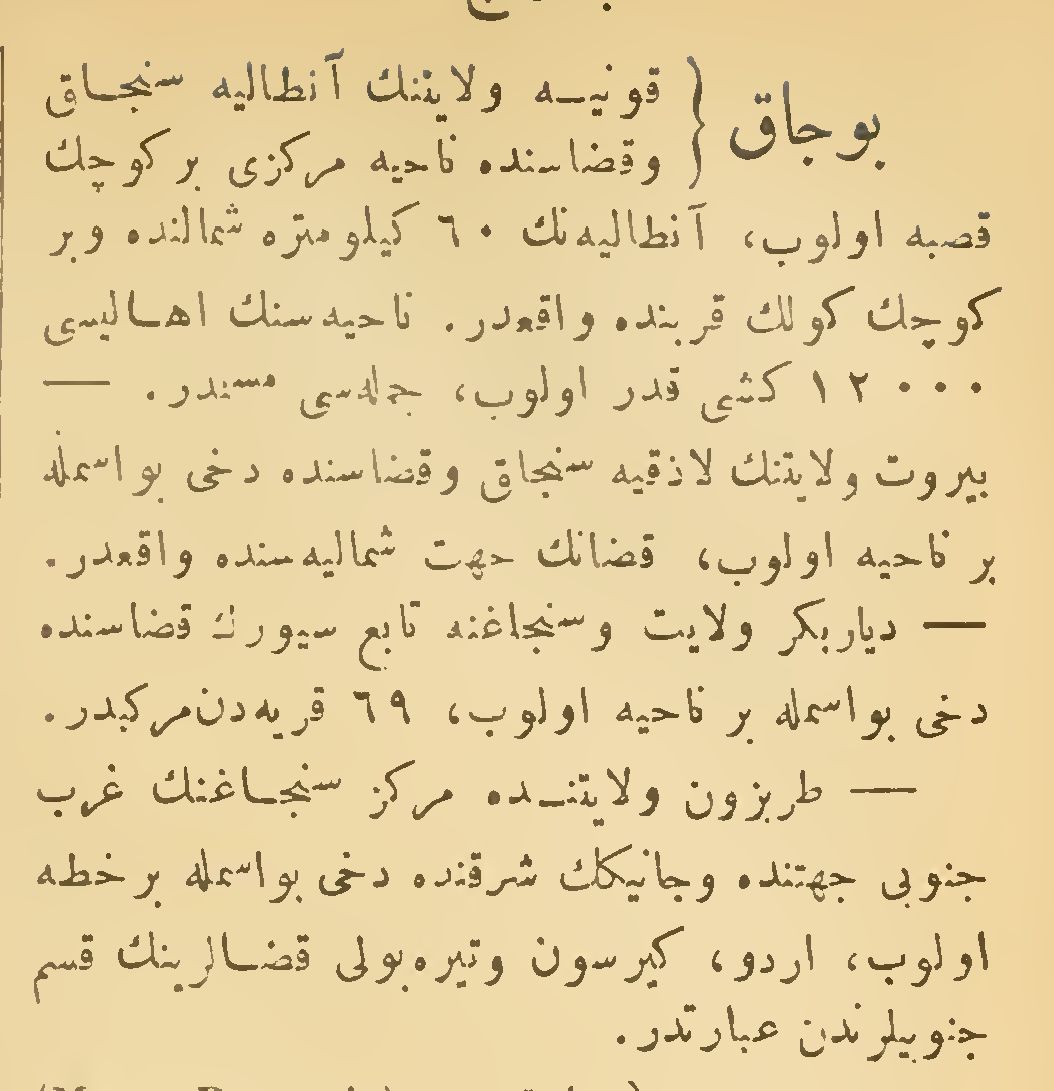 بوجاق } قونیه ولایتنك آنطالیه سنجاق
وقضاسنده ناحیه مرکزی بر کوچك
قصبه اولوب، آنطالیه‌نك ٦٠ کیلومتره شمالنده وبر
کوچك کولك قربنده واقعدر. ناحیه‌سنك اهالیسی
١٢٠٠٠ کشی قدر اولوب، جمله‌سی مسلمدر. —
بیروت ولایتنك لاذقیه سنجاق وقضاسنده دخی بو اسمله
بر ناحیه اولوب، قضانك جهت شمالیه‌سنده واقعدر.
— دیاربکر ولایت وسنجاغنه تابع سیورك قضاسنده
دخی بو اسمله بر ناحیه اولوب، ٦٩ قریه‌دن مرکبدر.
— طربزون ولایتنده مرکز سنجاغنك غرب
جنوبی جهتنده وجانیکك شرقنده دخی بو اسمله بر خطه
اولوب، اردو، کیرسون وتیره‌بولی قضالرینك قسم
جنوبیلرندن عبارتدر.